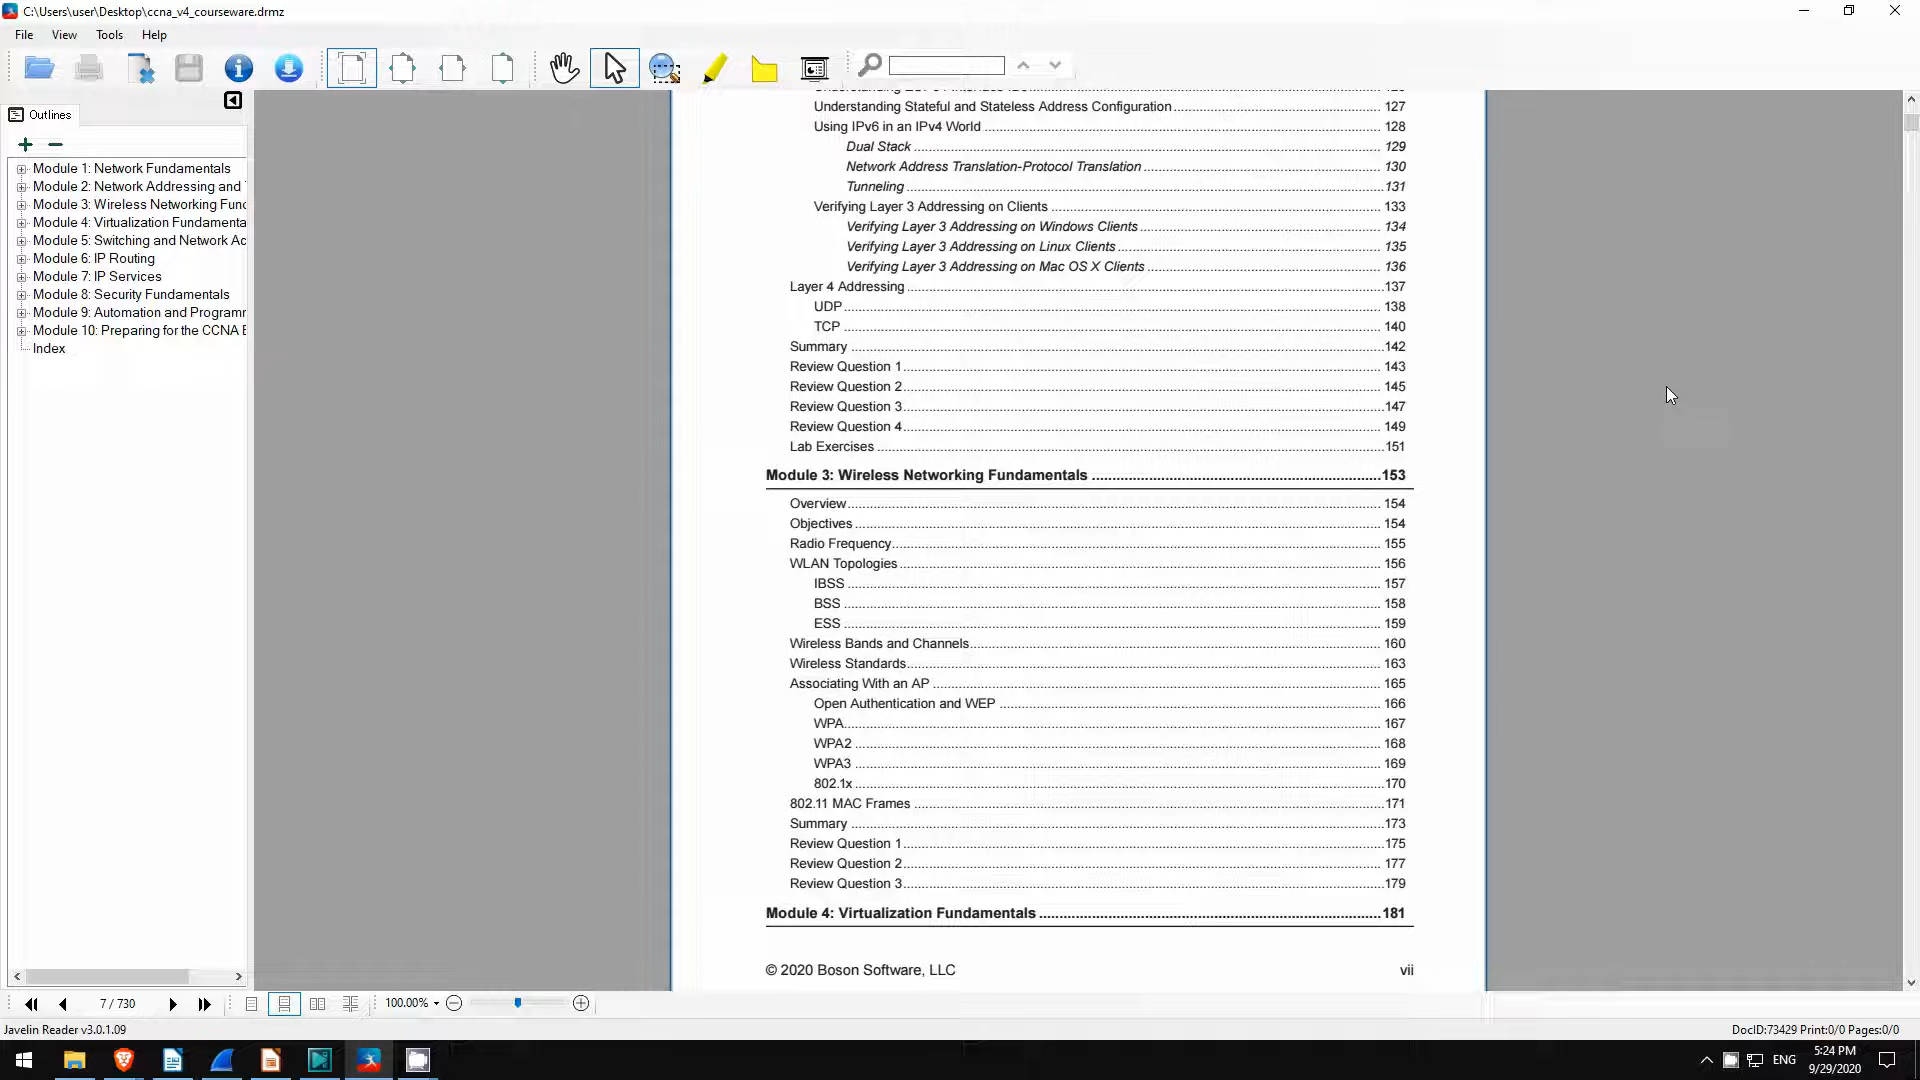 C:\Users\user\Desktop\ccna_v4_courseware.drmz
File View Tools Help
Outlines
Module 1: Network Fundamentals
Module 2: Network Addressing and
Module 3: Wireless Networking Fund
Module 4: Virtualization Fundamenta
Module 5: Switching and Network Ac
Module 6: IP Routing
Module 7: IP Services
Module 8: Security Fundamentals
Module 9: Automation and Programm
Module 10: Preparing for the CCNA E
Index
Understanding Stateful and Stateless Address Configuration 127
Using IPv6 in an IPv4 World 128
Dual Stack 129
Network Address Translation-Protocol Translation 130
Tunneling 131
Verifying Layer 3 Addressing on Clients 133
Verifying Layer 3 Addressing on Windows Clients 134
Verifying Layer 3 Addressing on Linux Clients 135
Verifying Layer 3 Addressing on Mac OS X Clients 136
Layer 4 Addressing 137
UDP 138
TCP 140
Summary 142
Review Question 1 143
Review Question 2 145
Review Question 3 147
Review Question 4 149
Lab Exercises 151
Module 3: Wireless Networking Fundamentals 153
Overview 154
Objectives 154
Radio Frequency 155
WLAN Topologies 156
IBSS 157
BSS 158
ESS 159
Wireless Bands and Channels 160
Wireless Standards 163
Associating With an AP 165
Open Authentication and WEP 166
WPA 167
WPA2 168
WPA3 169
802.1x 170
802.11 MAC Frames 171
Summary 173
Review Question 1 175
Review Question 2 177
Review Question 3 179
Module 4: Virtualization Fundamentals 181
© 2020 Boson Software, LLC vii
7 / 730 100.00%
Javelin Reader v3.0.1.09 DocID:73429 Print:0/0 Pages:0/0
ENG 5:24 PM
9/29/2020